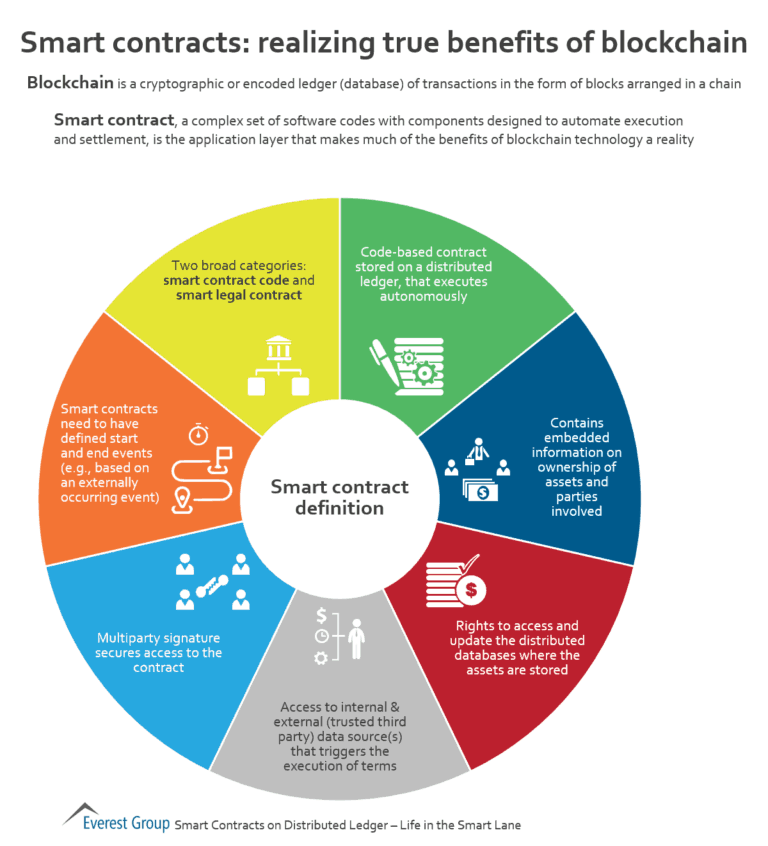 Smart contracts: realizing true benefits of blockchain
Blockchain is a cryptographic or encoded ledger (database) of transactions in the form of blocks arranged in a chain
Smart contract, a complex set of software codes with components designed to automate execution
and settlement, is the application layer that makes much of the benefits of blockchain technology a reality
Two broad categories:
smart contract code and
smart legal contract
Code-based contract
stored on a distributed
ledger, that executes
autonomously
Contains
embedded
information on
ownership of
assets and
parties
involved
Rights to access and
update the distributed
databases where the
assets are stored
Access to internal &
external (trusted third
party) data source(s)
that triggers the
execution of terms
Multiparty signature
secures access to the
contract
Smart contracts
need to have
defined start
and end events
(e.g., based on
an externally
occurring event)
Smart contract
definition
$
$
$
Everest Group Smart Contracts on Distributed Ledger – Life in the Smart Lane